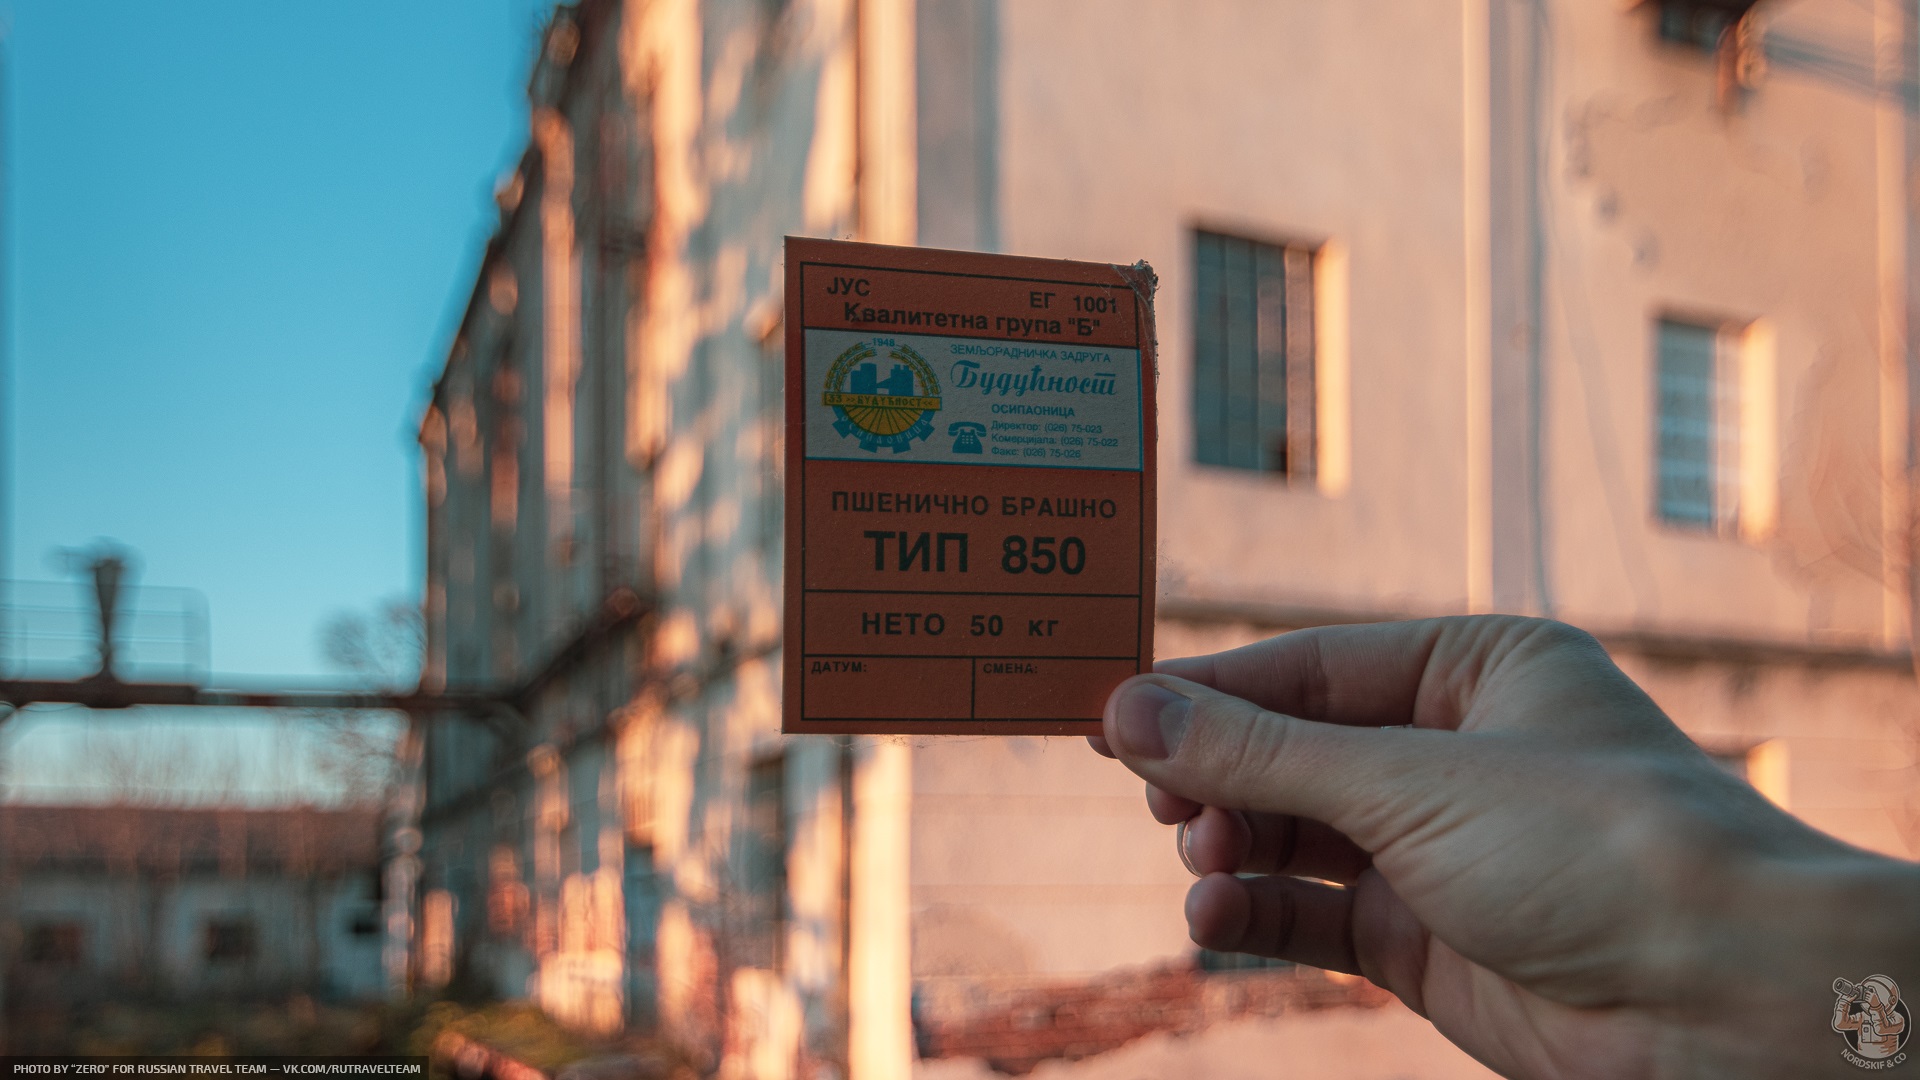 ЈУС ЕГ 1001
Квалитетна група "Б"
1948
ЗЕМЉОРАДНИЧКА ЗАДРУГА
Будућност
ЗЗ "БУДУЋНОСТ"
ОСИПАОНИЦА
ОСИПАОНИЦА
Директор: (026) 75-023
Комерцијала: (026) 75-022
Факс: (026) 75-026
ПШЕНИЧНО БРАШНО
ТИП 850
НЕТО 50 кг
ДАТУМ: СМЕНА:
PHOTO BY "ZERO" FOR RUSSIAN TRAVEL TEAM — VK.COM/RUTRAVELTEAM
NORDSKIF & CO